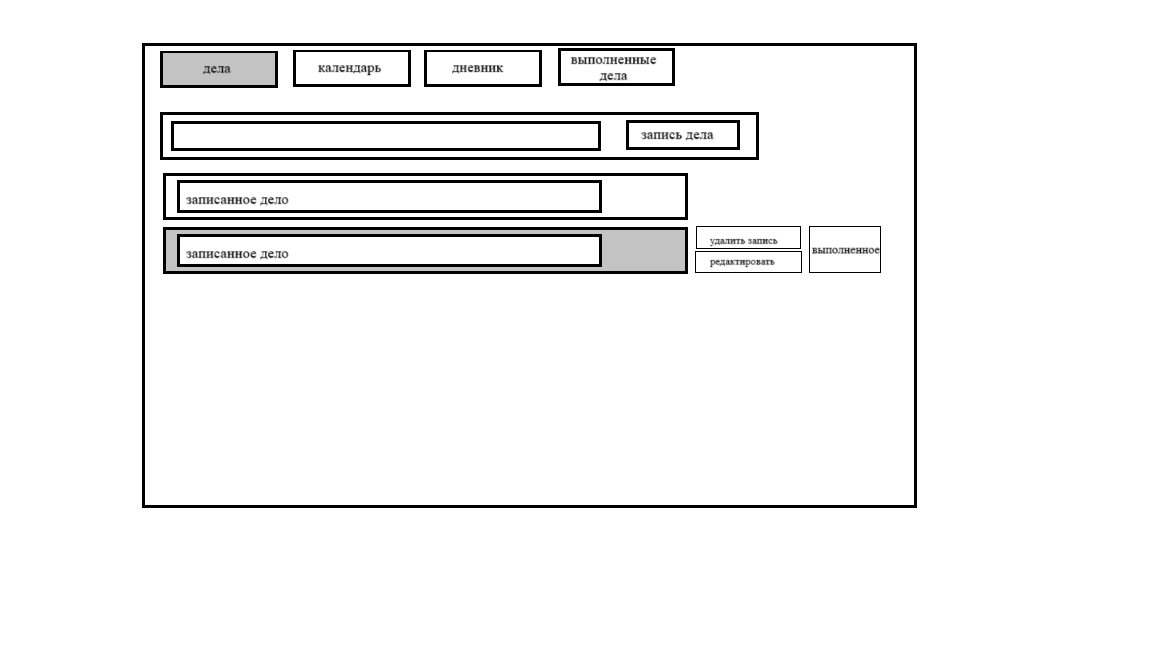 дела
календарь
дневник
выполненные
дела
запись дела
записанное дело
записанное дело
удалить запись
редактировать
выполненное